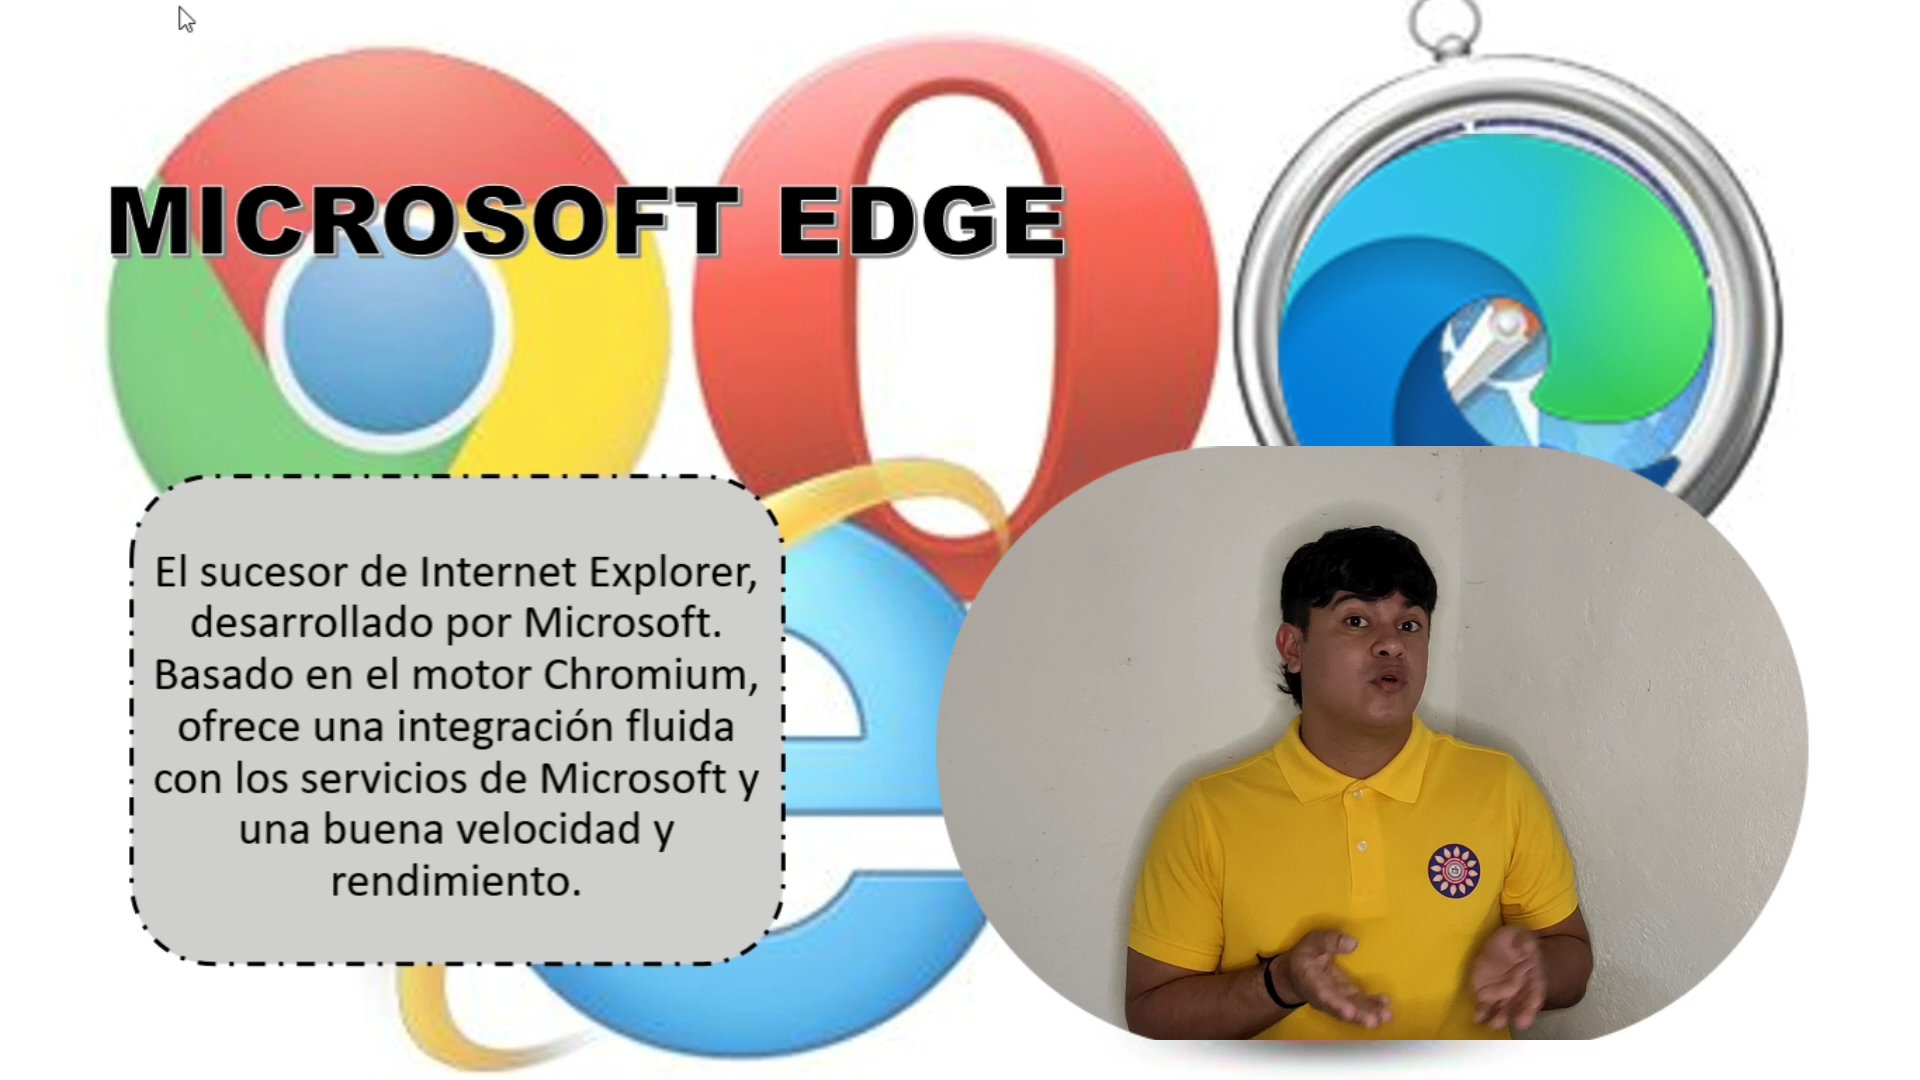 MICROSOFT EDGE
El sucesor de Internet Explorer,
desarrollado por Microsoft.
Basado en el motor Chromium,
ofrece una integración fluida
con los servicios de Microsoft y
una buena velocidad y
rendimiento.